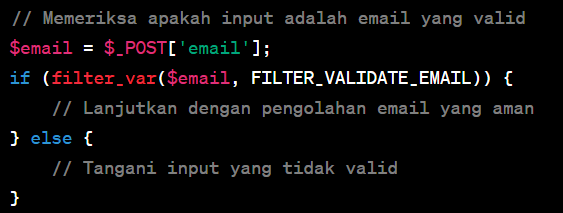 // Memeriksa apakah input adalah email yang valid
$email = $_POST['email'];
if (filter_var($email, FILTER_VALIDATE_EMAIL)) {
    // Lanjutkan dengan pengolahan email yang aman
} else {
    // Tangani input yang tidak valid
}